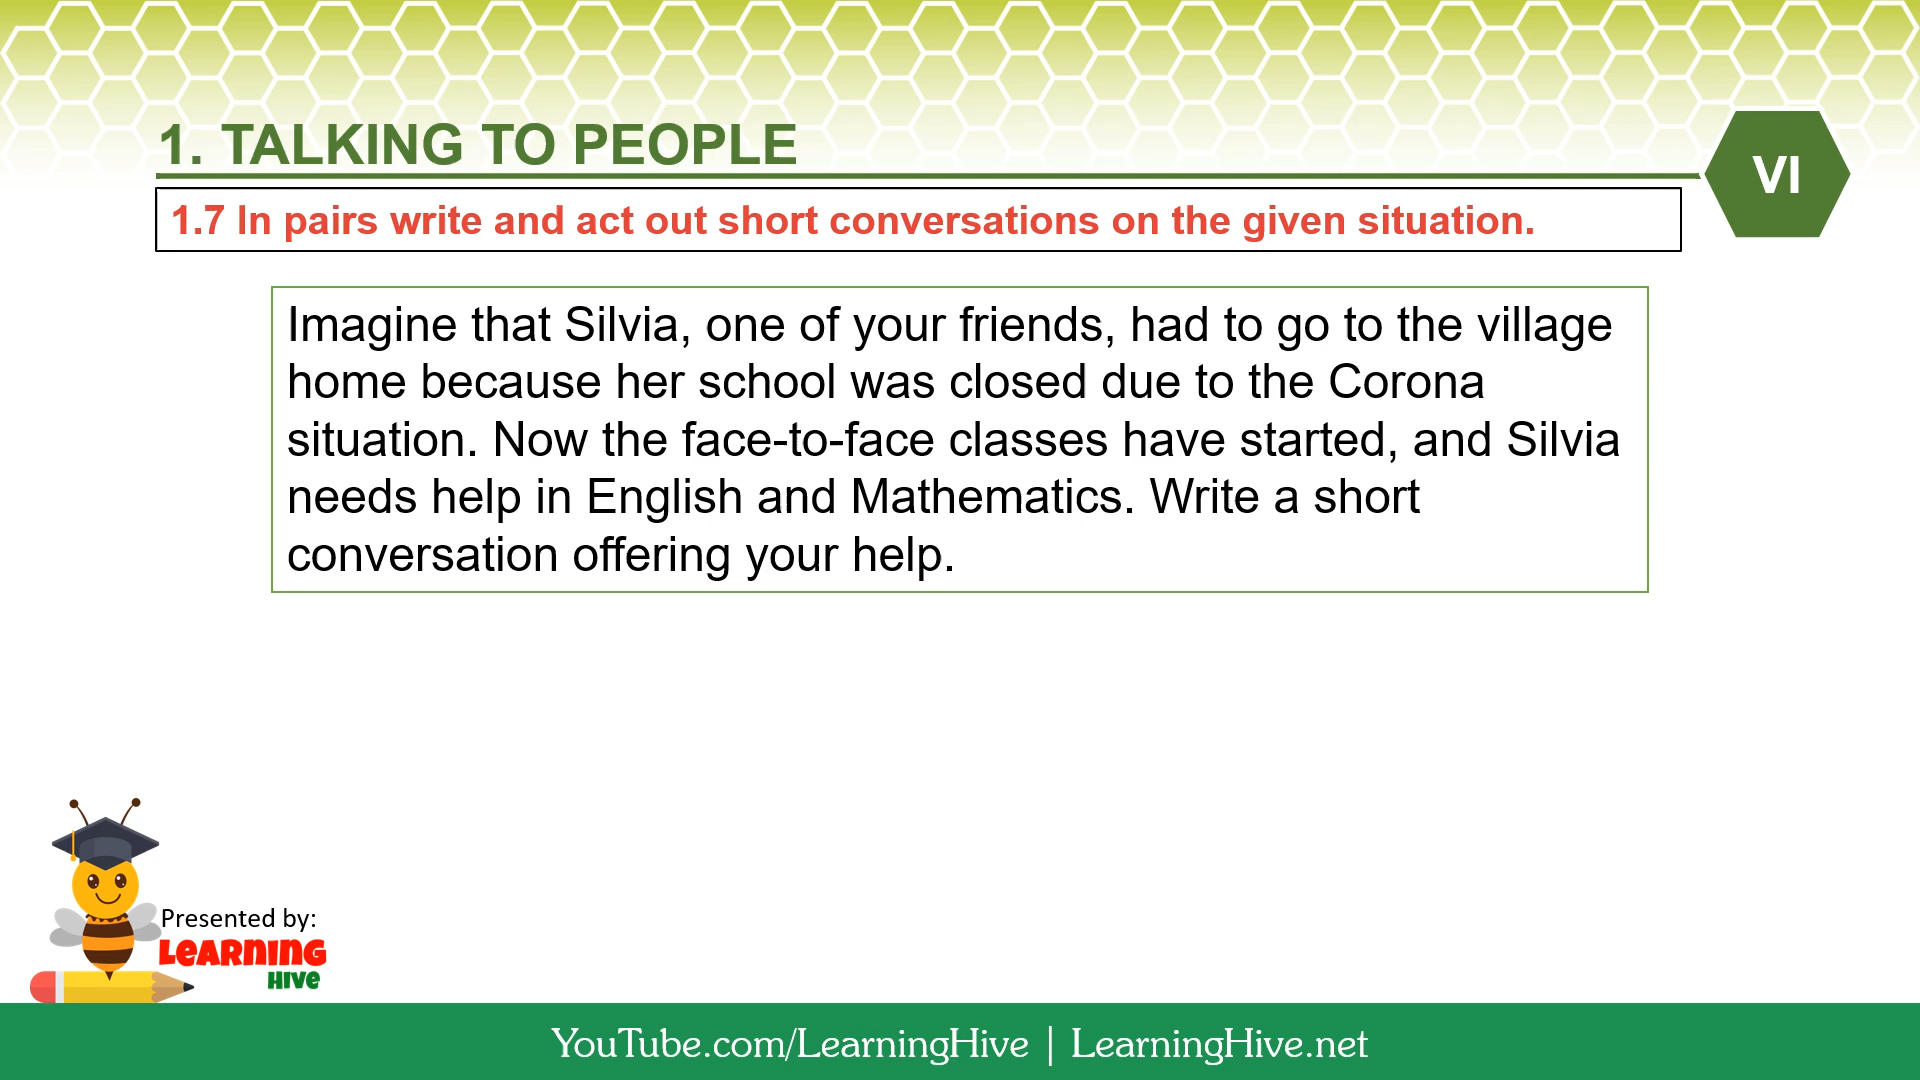 1. TALKING TO PEOPLE
VI
1.7 In pairs write and act out short conversations on the given situation.
Imagine that Silvia, one of your friends, had to go to the village
home because her school was closed due to the Corona
situation. Now the face-to-face classes have started, and Silvia
needs help in English and Mathematics. Write a short
conversation offering your help.
Presented by:
LeARNING
HIVE
YouTube.com/LearningHive | LearningHive.net